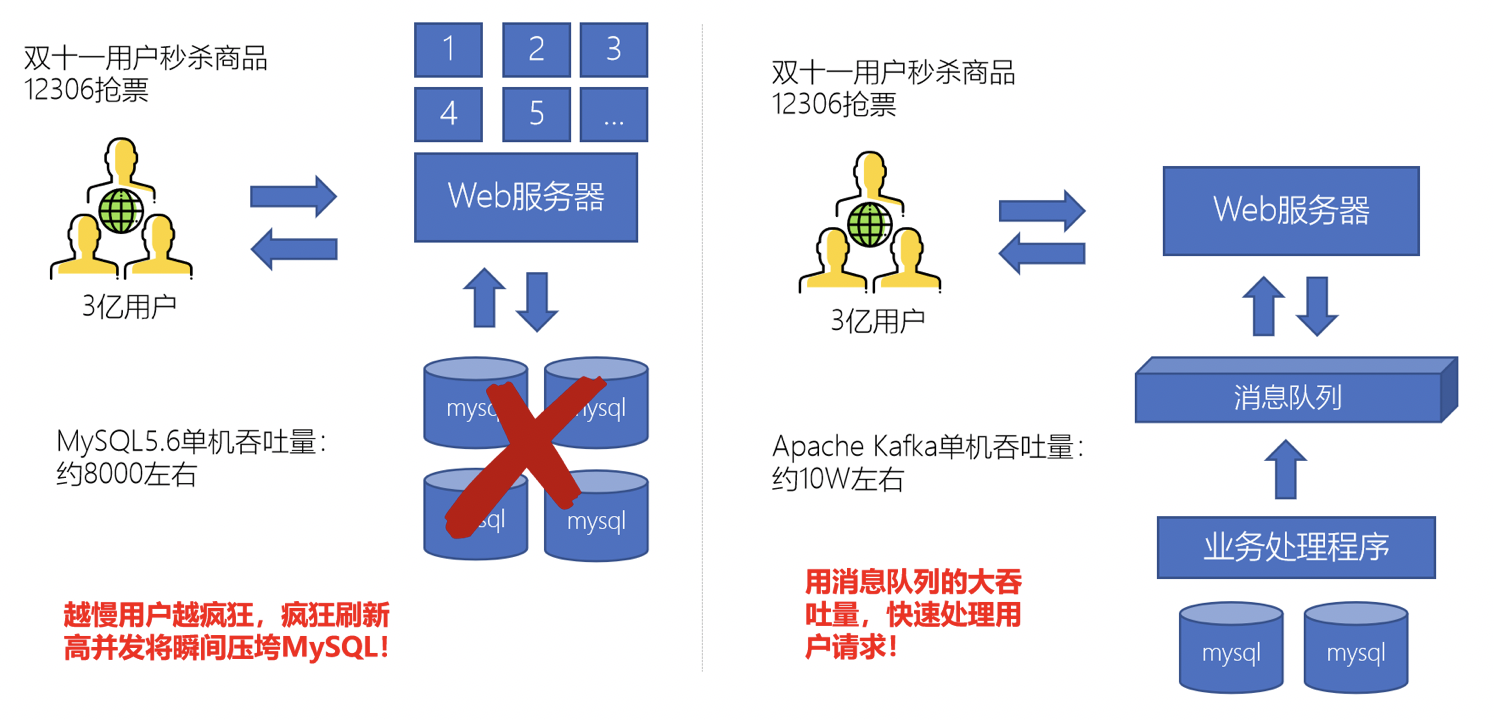 双十一用户秒杀商品
12306抢票
1
2
3
4
5
...
Web服务器
3亿用户
mysql
mysql
mysql
mysql
MySQL5.6单机吞吐量：
约8000左右
越慢用户越疯狂，疯狂刷新
高并发将瞬间压垮MySQL！
双十一用户秒杀商品
12306抢票
Web服务器
3亿用户
消息队列
Apache Kafka单机吞吐量：
约10W左右
业务处理程序
用消息队列的大吞
吐量，快速处理用
户请求！
mysql
mysql